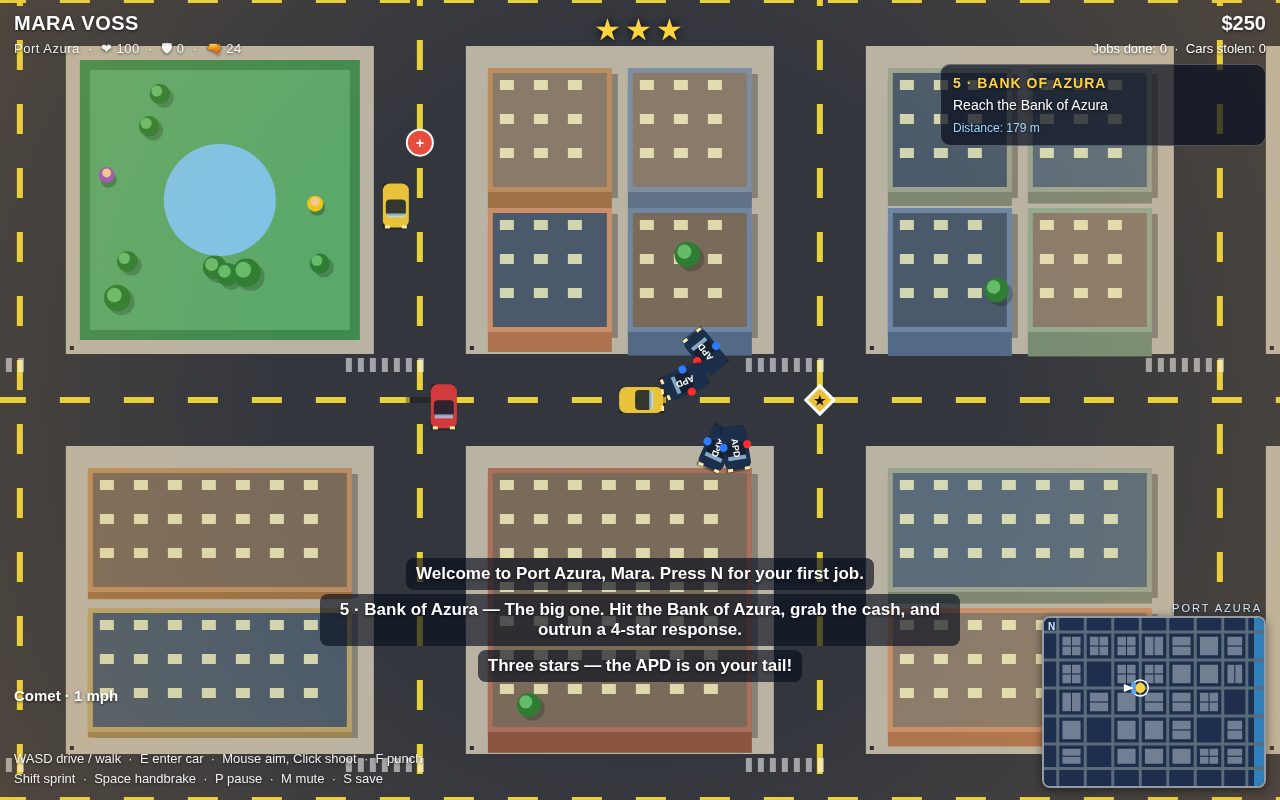 MARA VOSS
Port Azura · ❤ 100 · 🛡 0 · 🔫 24
★ ★ ★
$250
Jobs done: 0 · Cars stolen: 0
5 · BANK OF AZURA
Reach the Bank of Azura
Distance: 179 m
+
APD
APD
★
APD
APD
Welcome to Port Azura, Mara. Press N for your first job.
5 · Bank of Azura — The big one. Hit the Bank of Azura, grab the cash, and
outrun a 4-star response.
Three stars — the APD is on your tail!
PORT AZURA
N
Comet · 1 mph
WASD drive / walk · E enter car · Mouse aim, Click shoot · F punch
Shift sprint · Space handbrake · P pause · M mute · S save